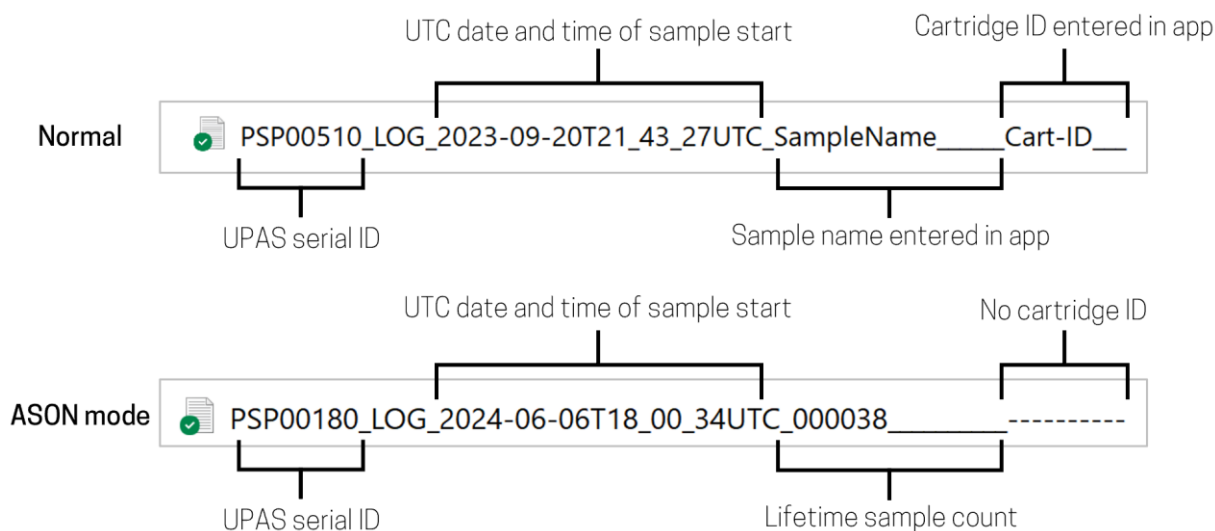 UTC date and time of sample start
Cartridge ID entered in app
Normal
PSP00510_LOG_2023-09-20T21_43_27UTC_SampleName______Cart-ID___
UPAS serial ID
Sample name entered in app
UTC date and time of sample start
No cartridge ID
ASON mode
PSP00180_LOG_2024-06-06T18_00_34UTC_000038__________----------
UPAS serial ID
Lifetime sample count